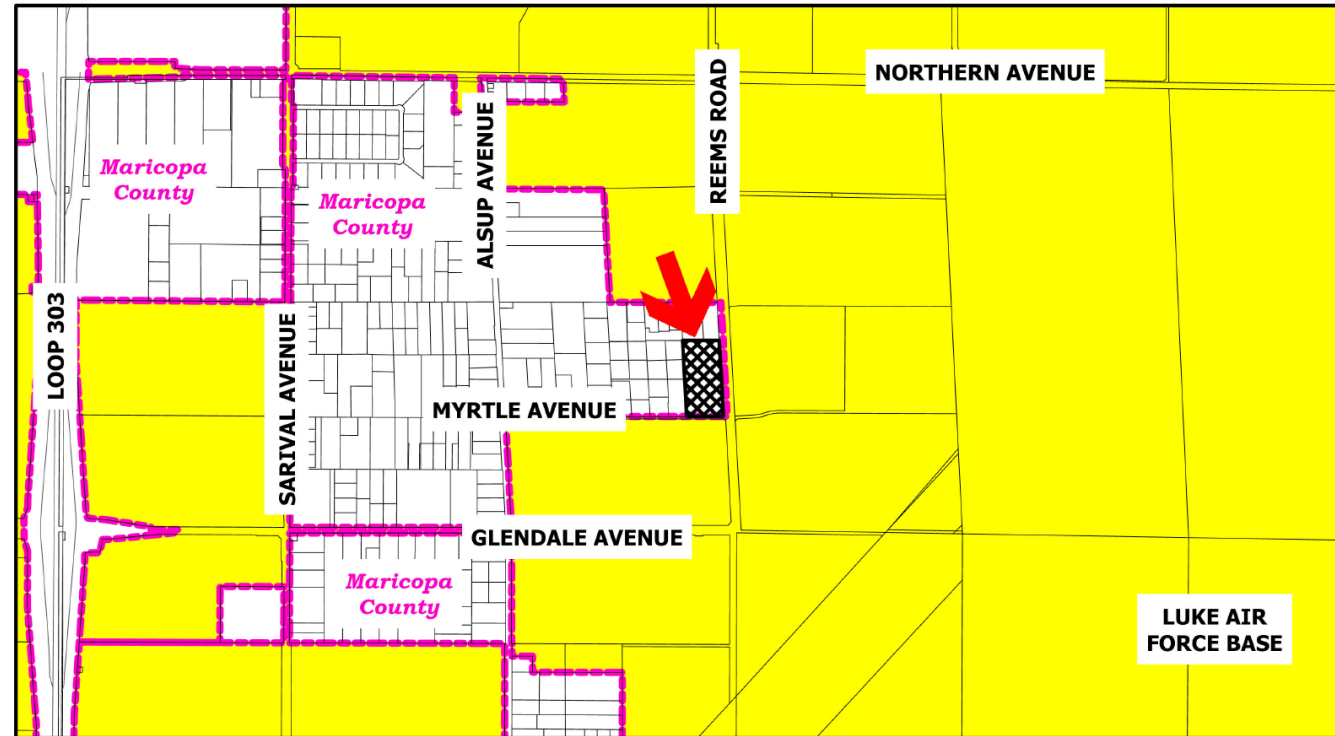 NORTHERN AVENUE
REEMS ROAD
ALSUP AVENUE
Maricopa
County
Maricopa
County
LOOP 303
SARIVAL AVENUE
MYRTLE AVENUE
GLENDALE AVENUE
Maricopa
County
LUKE AIR
FORCE BASE